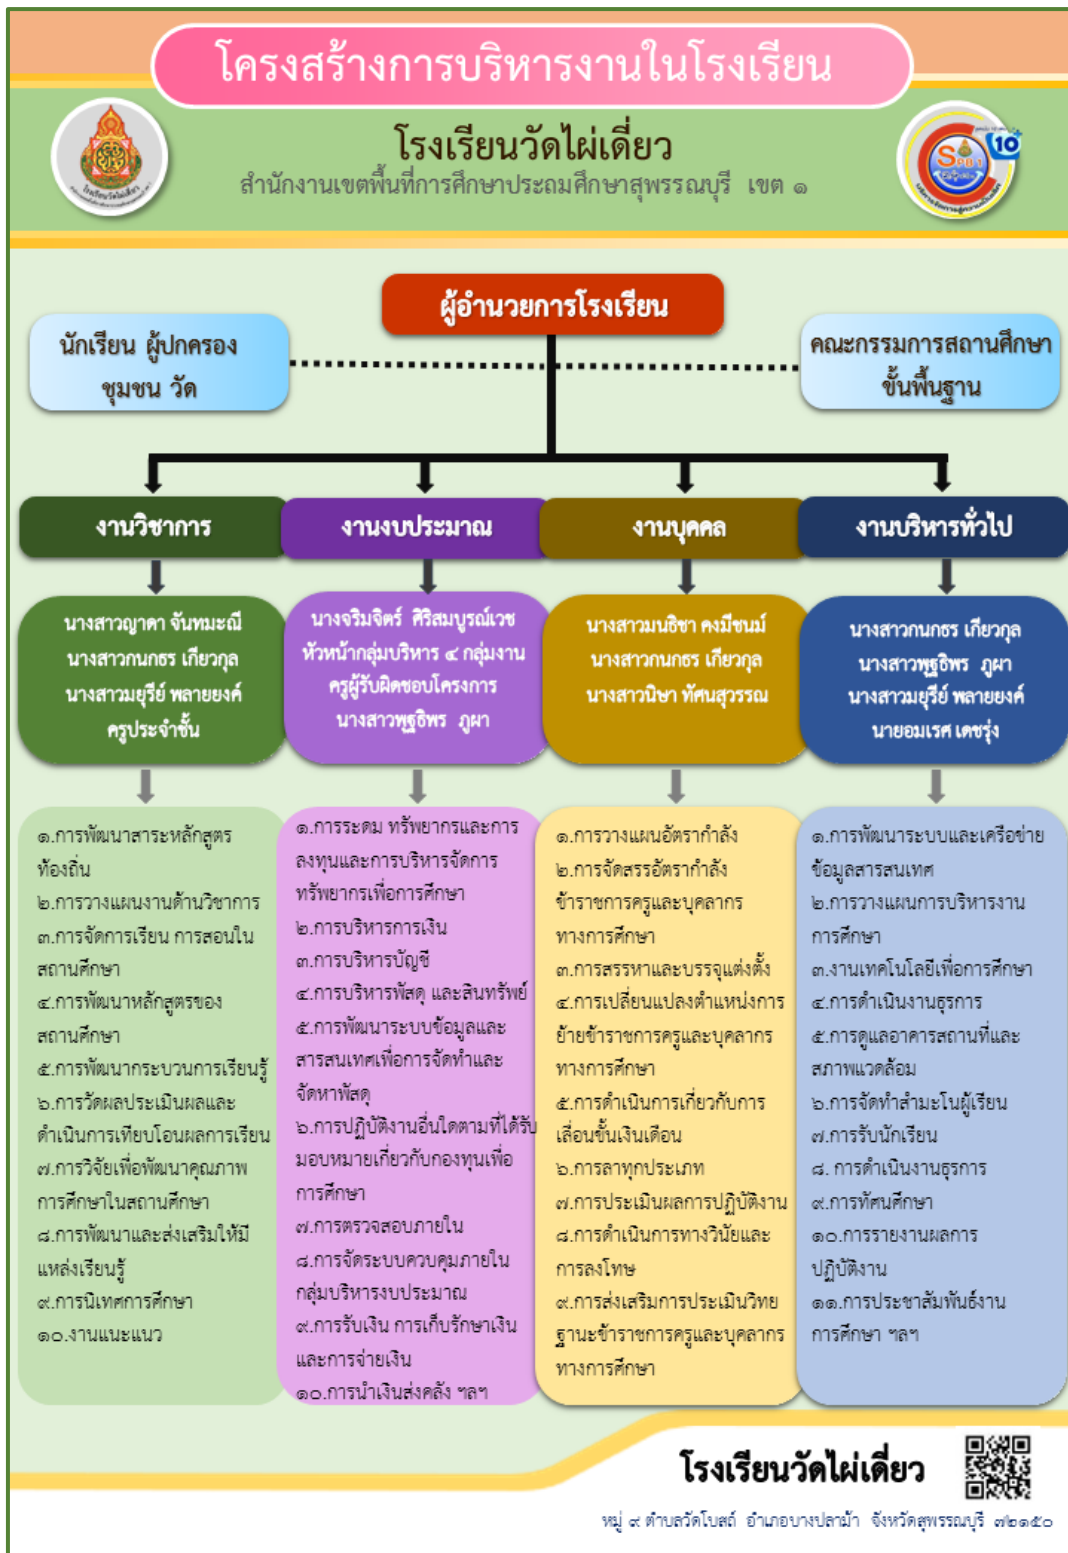 โครงสร้างการบริหารงานในโรงเรียน
โรงเรียนวัดไผ่เดี่ยว
สำนักงานเขตพื้นที่การศึกษาประถมศึกษาสุพรรณบุรี เขต ๑
ผู้อำนวยการโรงเรียน
นักเรียน ผู้ปกครอง
ชุมชน วัด
คณะกรรมการสถานศึกษา
ขั้นพื้นฐาน
งานวิชาการ
นางสาวญาดา จันทมะณี
นางสาวกนกธร เกียวกุล
นางสาวมยุรีย์ พลายยงค์
ครูประจำชั้น
๑.การพัฒนาสาระหลักสูตร
ท้องถิ่น
๒.การวางแผนงานด้านวิชาการ
๓.การจัดการเรียน การสอนใน
สถานศึกษา
๔.การพัฒนาหลักสูตรของ
สถานศึกษา
๕.การพัฒนากระบวนการเรียนรู้
๖.การวัดผลประเมินผลและ
ดำเนินการเทียบโอนผลการเรียน
๗.การวิจัยเพื่อพัฒนาคุณภาพ
การศึกษาในสถานศึกษา
๘.การพัฒนาและส่งเสริมให้มี
แหล่งเรียนรู้
๙.การนิเทศการศึกษา
๑๐.งานแนะแนว
งานงบประมาณ
นางจริมจิตร์ ศิริสมบูรณ์เวช
หัวหน้ากลุ่มบริหาร ๔ กลุ่มงาน
ครูผู้รับผิดชอบโครงการ
นางสาวพุฐธิพร ภูผา
๑.การระดม ทรัพยากรและการ
ลงทุนและการบริหารจัดการ
ทรัพยากรเพื่อการศึกษา
๒.การบริหารการเงิน
๓.การบริหารบัญชี
๔.การบริหารพัสดุ และสินทรัพย์
๕.การพัฒนาระบบข้อมูลและ
สารสนเทศเพื่อการจัดทำและ
จัดหาพัสดุ
๖.การปฏิบัติงานอื่นใดตามที่ได้รับ
มอบหมายเกี่ยวกับกองทุนเพื่อ
การศึกษา
๗.การตรวจสอบภายใน
๘.การจัดระบบควบคุมภายใน
กลุ่มบริหารงบประมาณ
๙.การรับเงิน การเก็บรักษาเงิน
และการจ่ายเงิน
๑๐.การนำเงินส่งคลัง ฯลฯ
งานบุคคล
นางสาวมนธิชา คงมีชนม์
นางสาวกนกธร เกียวกุล
นางสาวนิษา ทัศนสุวรรณ
๑.การวางแผนอัตรากำลัง
๒.การจัดสรรอัตรากำลัง
ข้าราชการครูและบุคลากร
ทางการศึกษา
๓.การสรรหาและบรรจุแต่งตั้ง
๔.การเปลี่ยนแปลงตำแหน่งการ
ย้ายข้าราชการครูและบุคลากร
ทางการศึกษา
๕.การดำเนินการเกี่ยวกับการ
เลื่อนขั้นเงินเดือน
๖.การลาทุกประเภท
๗.การประเมินผลการปฏิบัติงาน
๘.การดำเนินการทางวินัยและ
การลงโทษ
๙.การส่งเสริมการประเมินวิทย
ฐานะข้าราชการครูและบุคลากร
ทางการศึกษา
งานบริหารทั่วไป
นางสาวกนกธร เกียวกุล
นางสาวพุฐธิพร ภูผา
นางสาวมยุรีย์ พลายยงค์
นายอมเรศ เดชรุ่ง
๑.การพัฒนาระบบและเครือข่าย
ข้อมูลสารสนเทศ
๒.การวางแผนการบริหารงาน
การศึกษา
๓.งานเทคโนโลยีเพื่อการศึกษา
๔.การดำเนินงานธุรการ
๕.การดูแลอาคารสถานที่และ
สภาพแวดล้อม
๖.การจัดทำสำมะโนผู้เรียน
๗.การรับนักเรียน
๘. การดำเนินงานธุรการ
๙.การทัศนศึกษา
๑๐.การรายงานผลการ
ปฏิบัติงาน
๑๑.การประชาสัมพันธ์งาน
การศึกษา ฯลฯ
โรงเรียนวัดไผ่เดี่ยว
หมู่ ๙ ตำบลวัดโบสถ์ อำเภอบางปลาม้า จังหวัดสุพรรณบุรี ๗๒๑๕๐